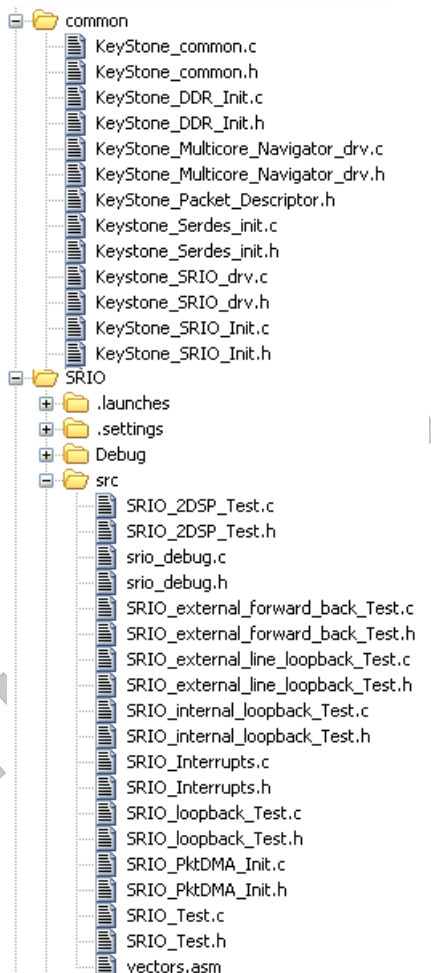 common
KeyStone_common.c
KeyStone_common.h
KeyStone_DDR_Init.c
KeyStone_DDR_Init.h
KeyStone_Multicore_Navigator_drv.c
KeyStone_Multicore_Navigator_drv.h
KeyStone_Packet_Descriptor.h
Keystone_Serdes_init.c
Keystone_Serdes_init.h
Keystone_SRIO_drv.c
Keystone_SRIO_drv.h
KeyStone_SRIO_Init.c
KeyStone_SRIO_Init.h
SRIO
.launches
.settings
Debug
src
SRIO_2DSP_Test.c
SRIO_2DSP_Test.h
srio_debug.c
srio_debug.h
SRIO_external_forward_back_Test.c
SRIO_external_forward_back_Test.h
SRIO_external_line_loopback_Test.c
SRIO_external_line_loopback_Test.h
SRIO_internal_loopback_Test.c
SRIO_internal_loopback_Test.h
SRIO_Interrupts.c
SRIO_Interrupts.h
SRIO_loopback_Test.c
SRIO_loopback_Test.h
SRIO_PktDMA_Init.c
SRIO_PktDMA_Init.h
SRIO_Test.c
SRIO_Test.h
vectors.asm